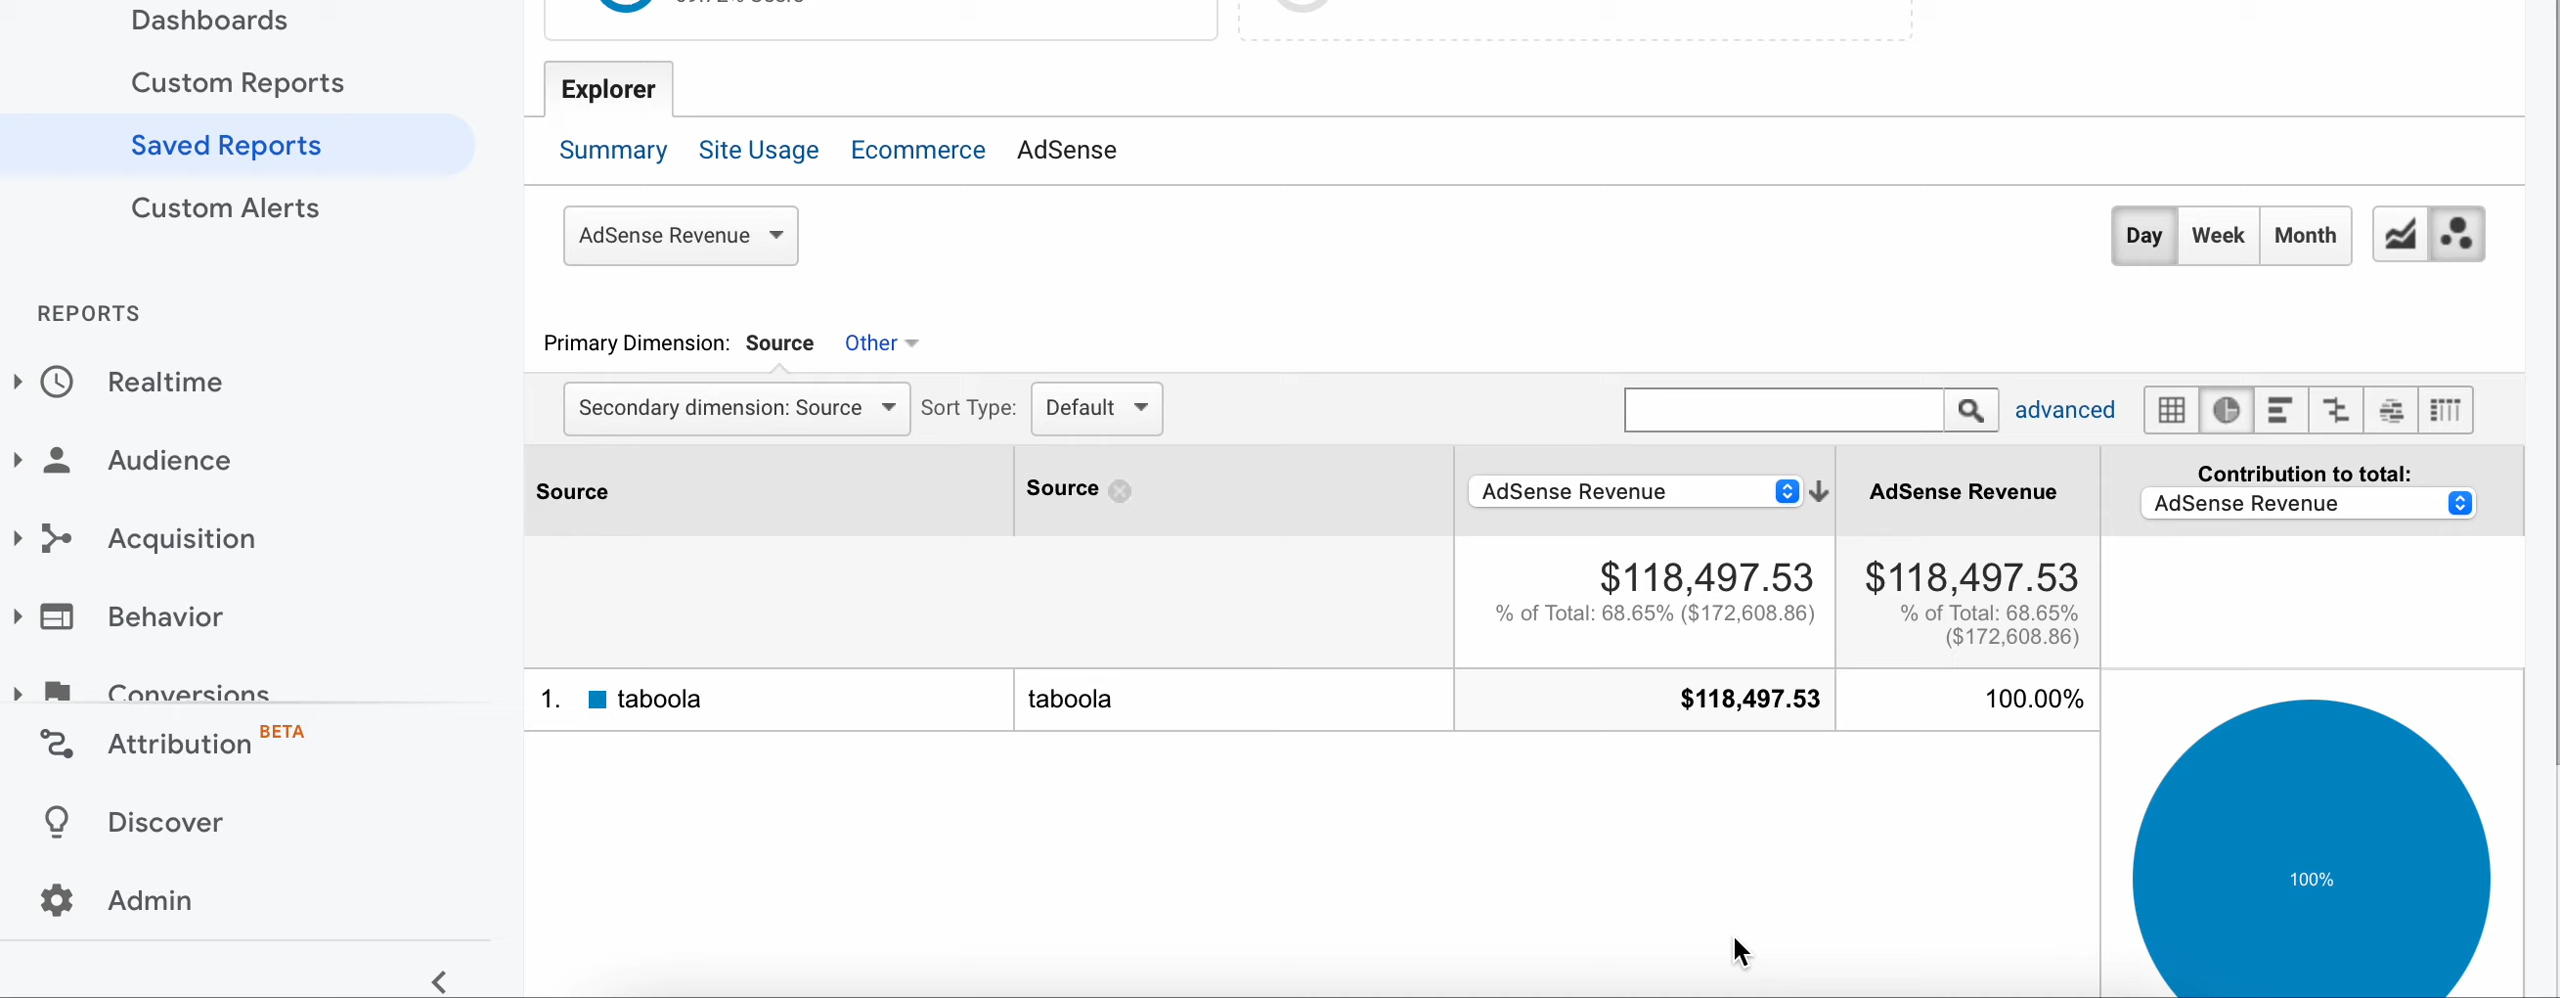 Dashboards
Custom Reports
Saved Reports
Custom Alerts
REPORTS
Realtime
Audience
Acquisition
Behavior
Conversions
Attribution BETA
Discover
Admin
Explorer
Summary Site Usage Ecommerce AdSense
AdSense Revenue
Day Week Month
Primary Dimension: Source Other
Secondary dimension: Source Sort Type: Default advanced
Source Source AdSense Revenue AdSense Revenue Contribution to total:
AdSense Revenue
$118,497.53 $118,497.53
% of Total: 68.65% ($172,608.86) % of Total: 68.65%
($172,608.86)
1. taboola taboola $118,497.53 100.00%
100%